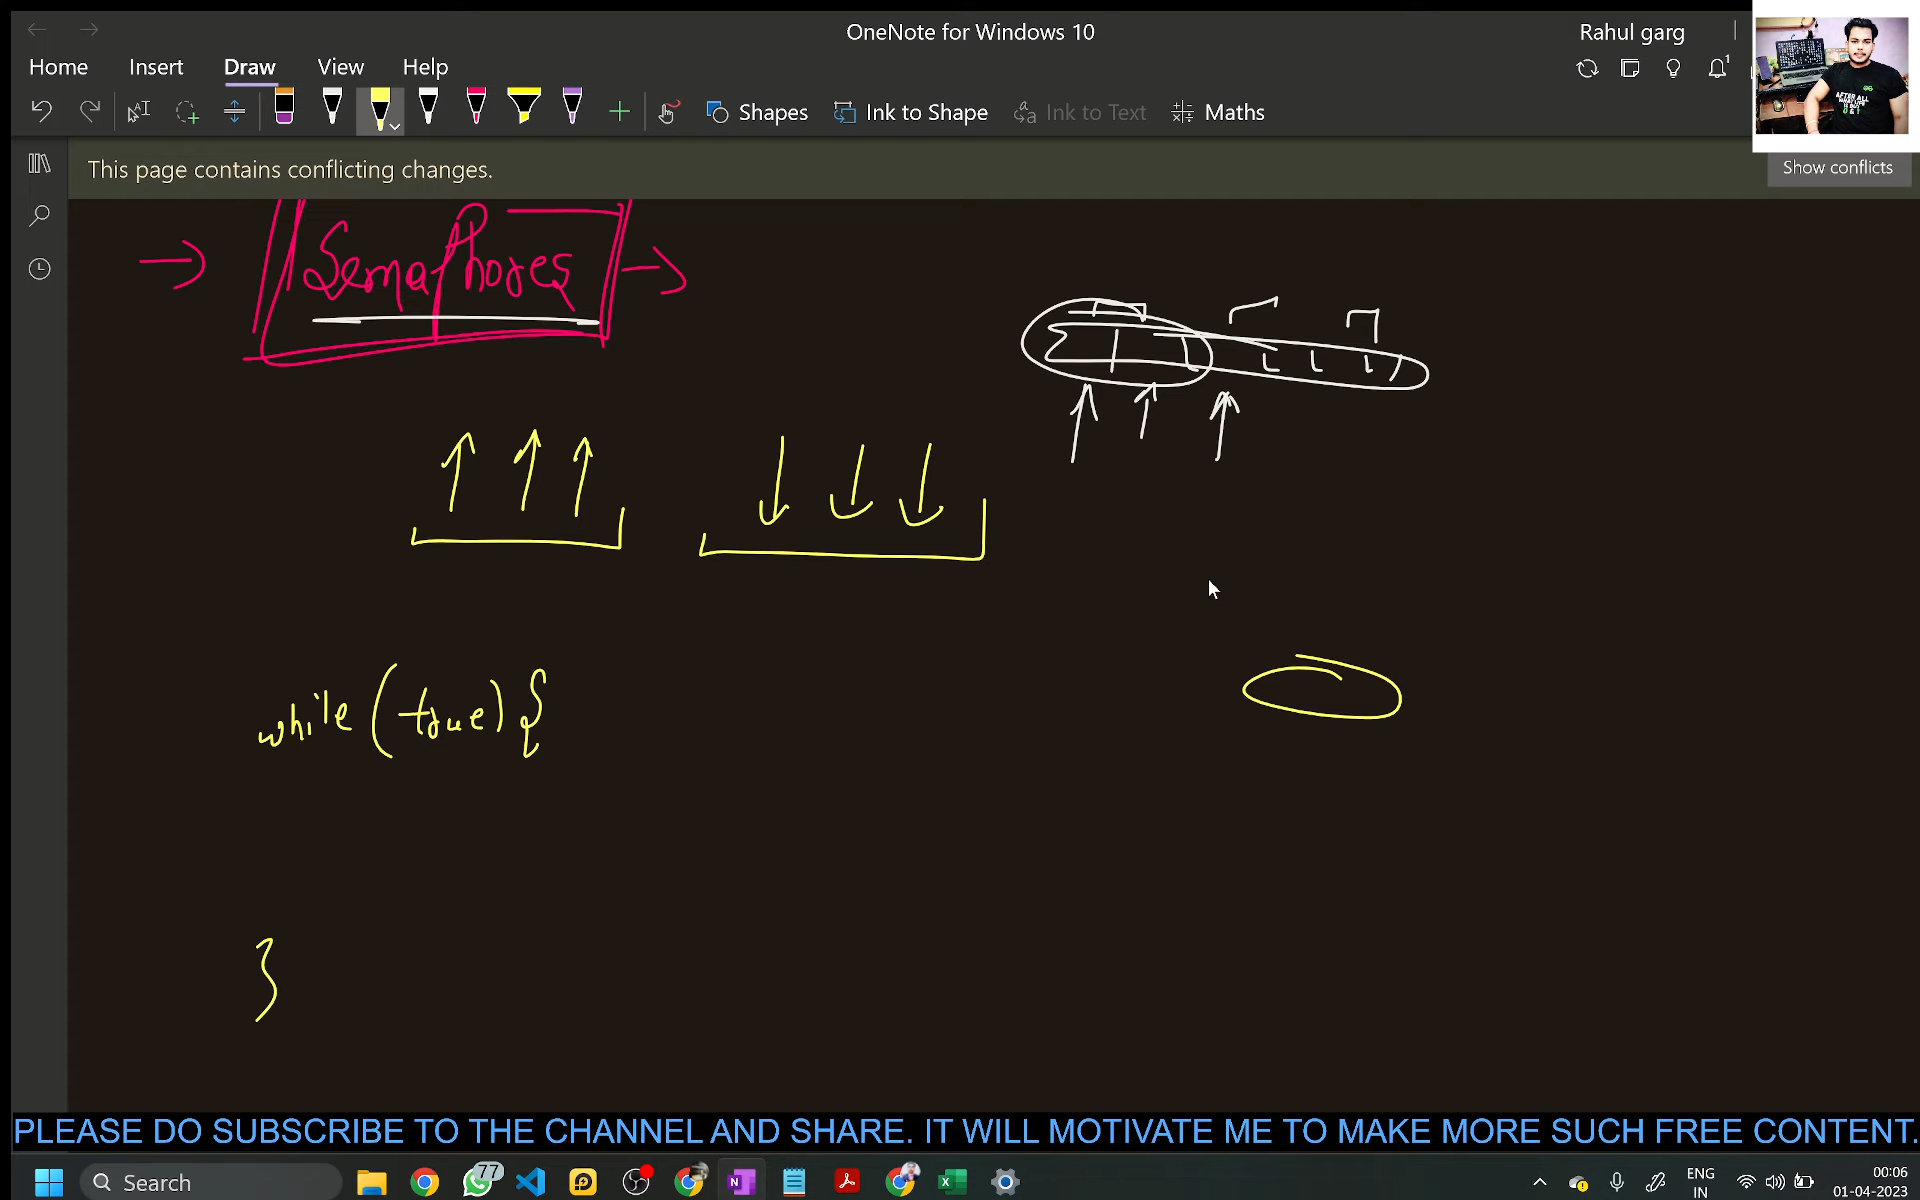 OneNote for Windows 10
Rahul garg
Home Insert Draw View Help
Shapes Ink to Shape Ink to Text Maths
This page contains conflicting changes.
Show conflicts
Semaphores
while (true) {
}
PLEASE DO SUBSCRIBE TO THE CHANNEL AND SHARE. IT WILL MOTIVATE ME TO MAKE MORE SUCH FREE CONTENT.
Search
77
ENG
IN
00:06
01-04-2023